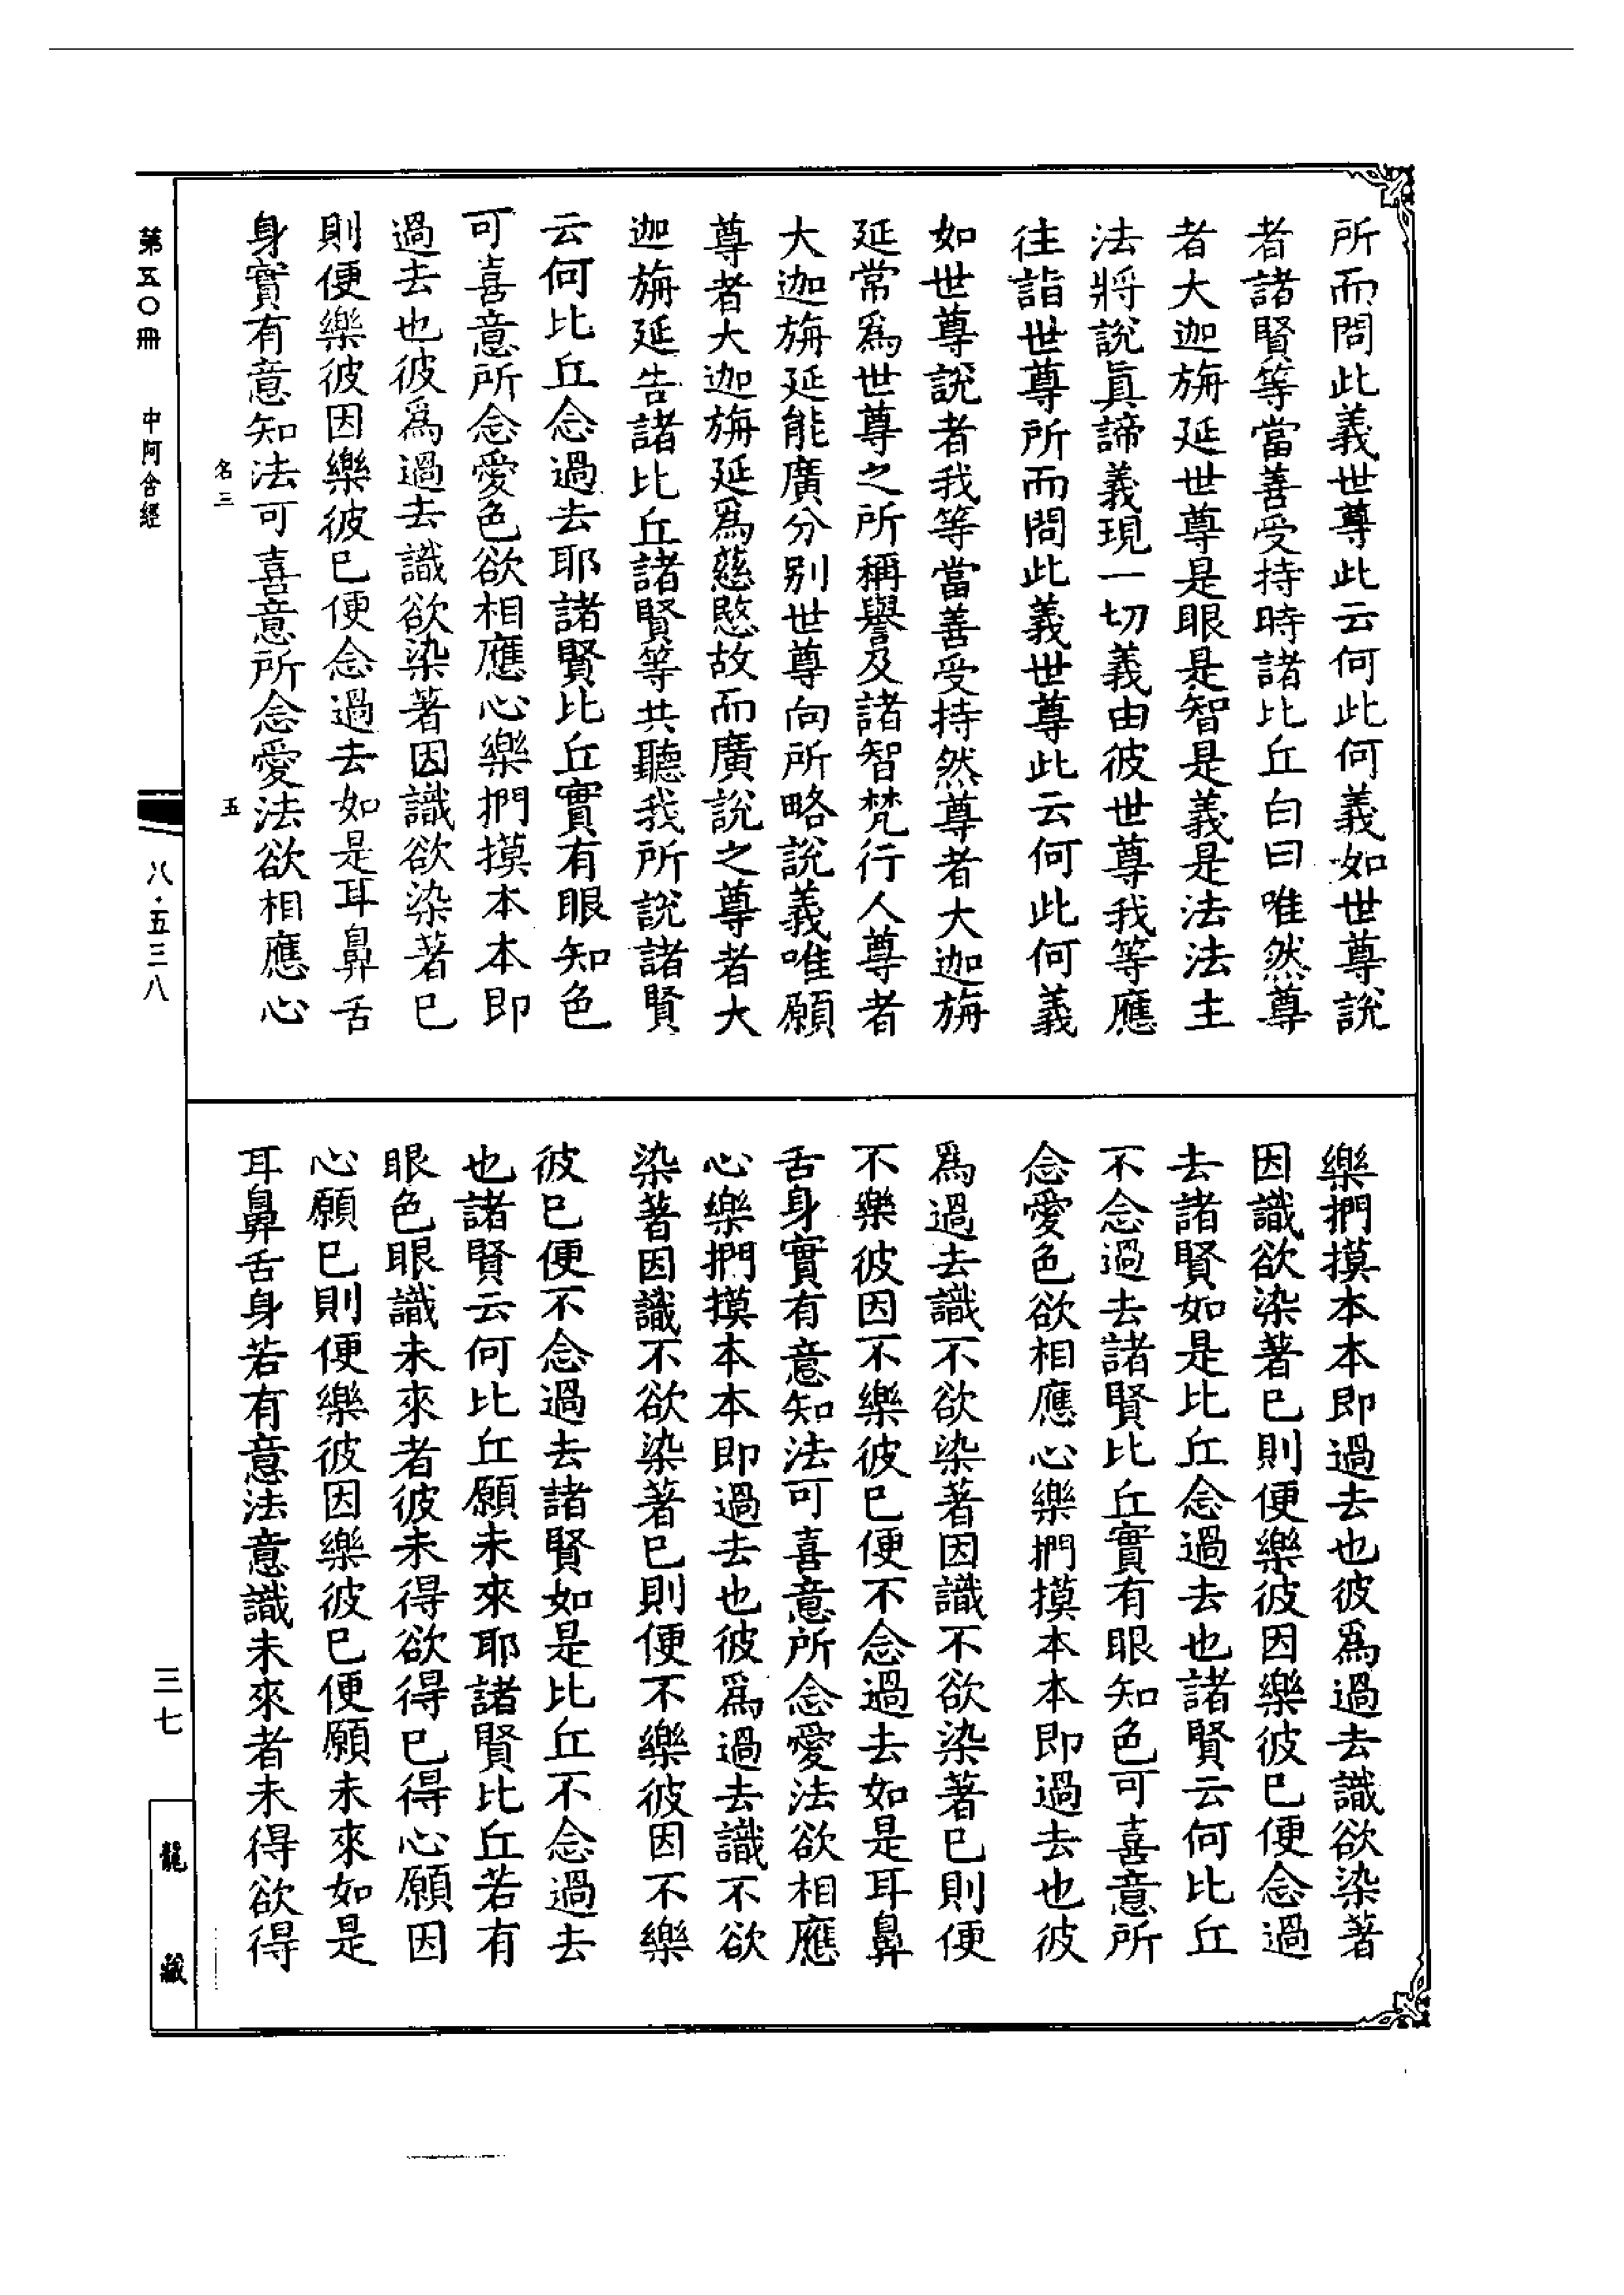 所而問此義世尊此云何此何義如世尊說
者諸賢等當善受持時諸比丘白曰唯然尊
者大迦旃延世尊是眼是智是義是法法主
法將說眞諦義現一切義由彼世尊我等應
往詣世尊所而問此義世尊此云何此何義
如世尊說者我等當善受持然尊者大迦旃
延常爲世尊之所稱譽及諸智梵行人尊者
大迦旃延能廣分別世尊向所略說義唯願
尊者大迦旃延爲慈愍故而廣說之尊者大
迦旃延告諸比丘諸賢等共聽我所說諸賢
云何比丘念過去耶諸賢比丘實有眼知色
可喜意所念愛色欲相應心樂捫摸本本即
過去也彼爲過去識欲染著因識欲染著已
則便樂彼因樂彼已便念過去如是耳鼻舌
身實有意知法可喜意所念愛法欲相應心
樂捫摸本本即過去也彼爲過去識欲染著
因識欲染著已則便樂彼因樂彼已便念過
去諸賢如是比丘念過去也諸賢云何比丘
不念過去諸賢比丘實有眼知色可喜意所
念愛色欲相應心樂捫摸本本即過去也彼
爲過去識不欲染著因識不欲染著已則便
不樂彼因不樂彼已便不念過去如是耳鼻
舌身實有意知法可喜意所念愛法欲相應
心樂捫摸本本即過去也彼爲過去識不欲
染著因識不欲染著已則便不樂彼因不樂
彼已便不念過去諸賢如是比丘不念過去
也諸賢云何比丘願未來耶諸賢比丘若有
眼色眼識未來者彼未得欲得已得心願因
心願已則便樂彼因樂彼已便願未來如是
耳鼻舌身若有意法意識未來者未得欲得
名三
五
第五〇冊 中阿含經
八·五三八
三七
龍藏